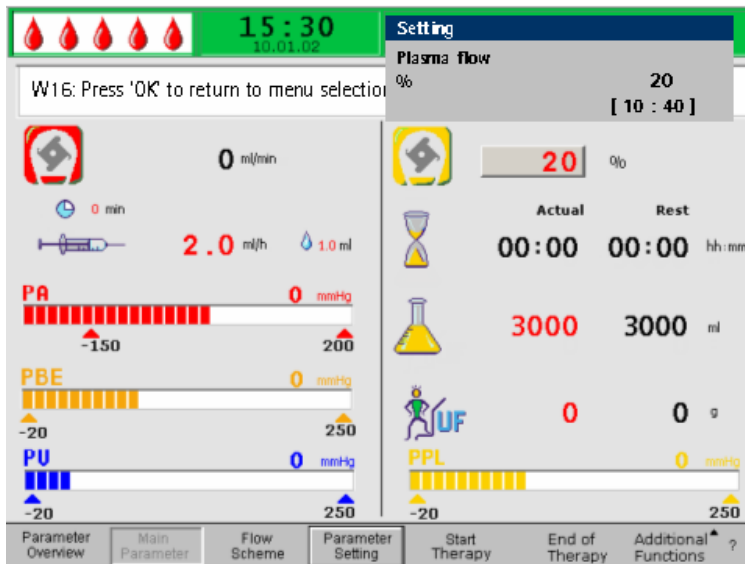 15:30
10.01.02
Setting
Plasma flow
% 20
[ 10 : 40 ]
W16: Press 'OK' to return to menu selectio
0 ml/min
20 %
0 min
Actual Rest
2.0 ml/h 1.0 ml
00:00 00:00 hh:mm
PA 0 mmHg
-150 200
3000 3000 ml
PBE 0 mmHg
-20 250
UF 0 0 g
PV 0 mmHg
-20 250
PPL 0 mmHg
-20 250
Parameter Overview
Main Parameter
Flow Scheme
Parameter Setting
Start Therapy
End of Therapy
Additional Functions
?